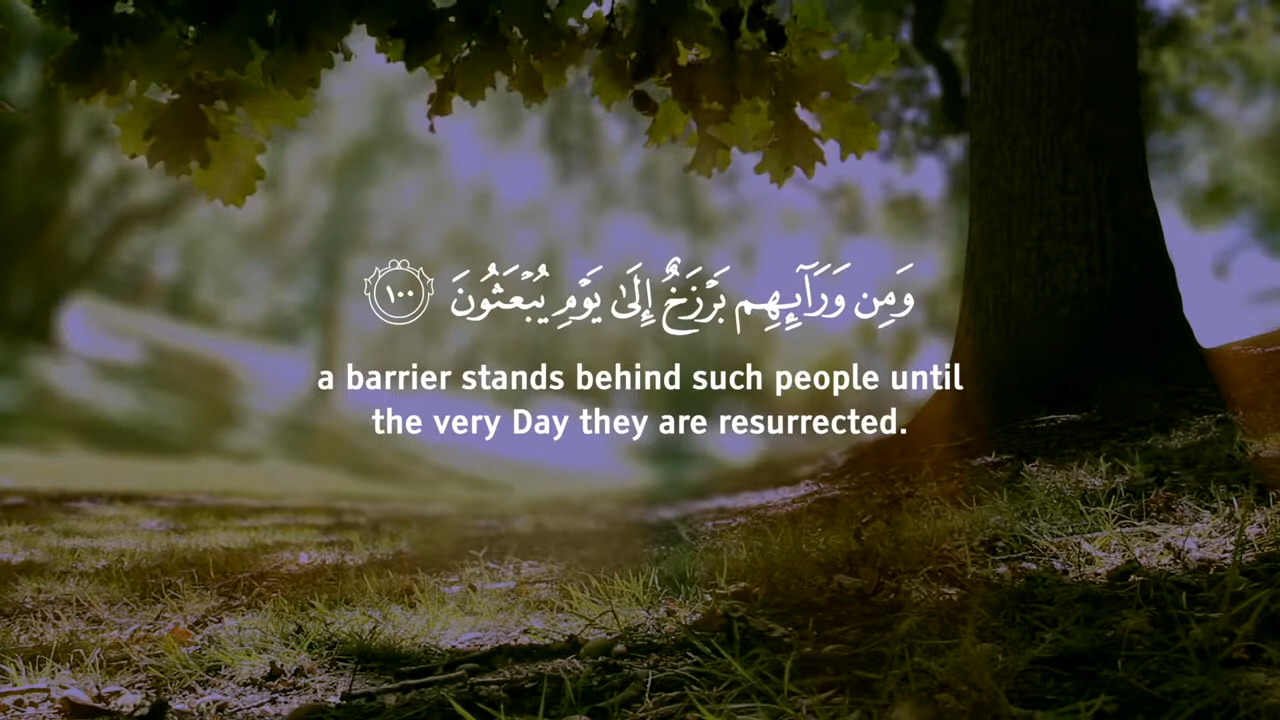 وَمِن وَرَآئِهِم بَرْزَخٌ إِلَىٰ يَوْمِ يُبْعَثُونَ ١٠٠
a barrier stands behind such people until
the very Day they are resurrected.